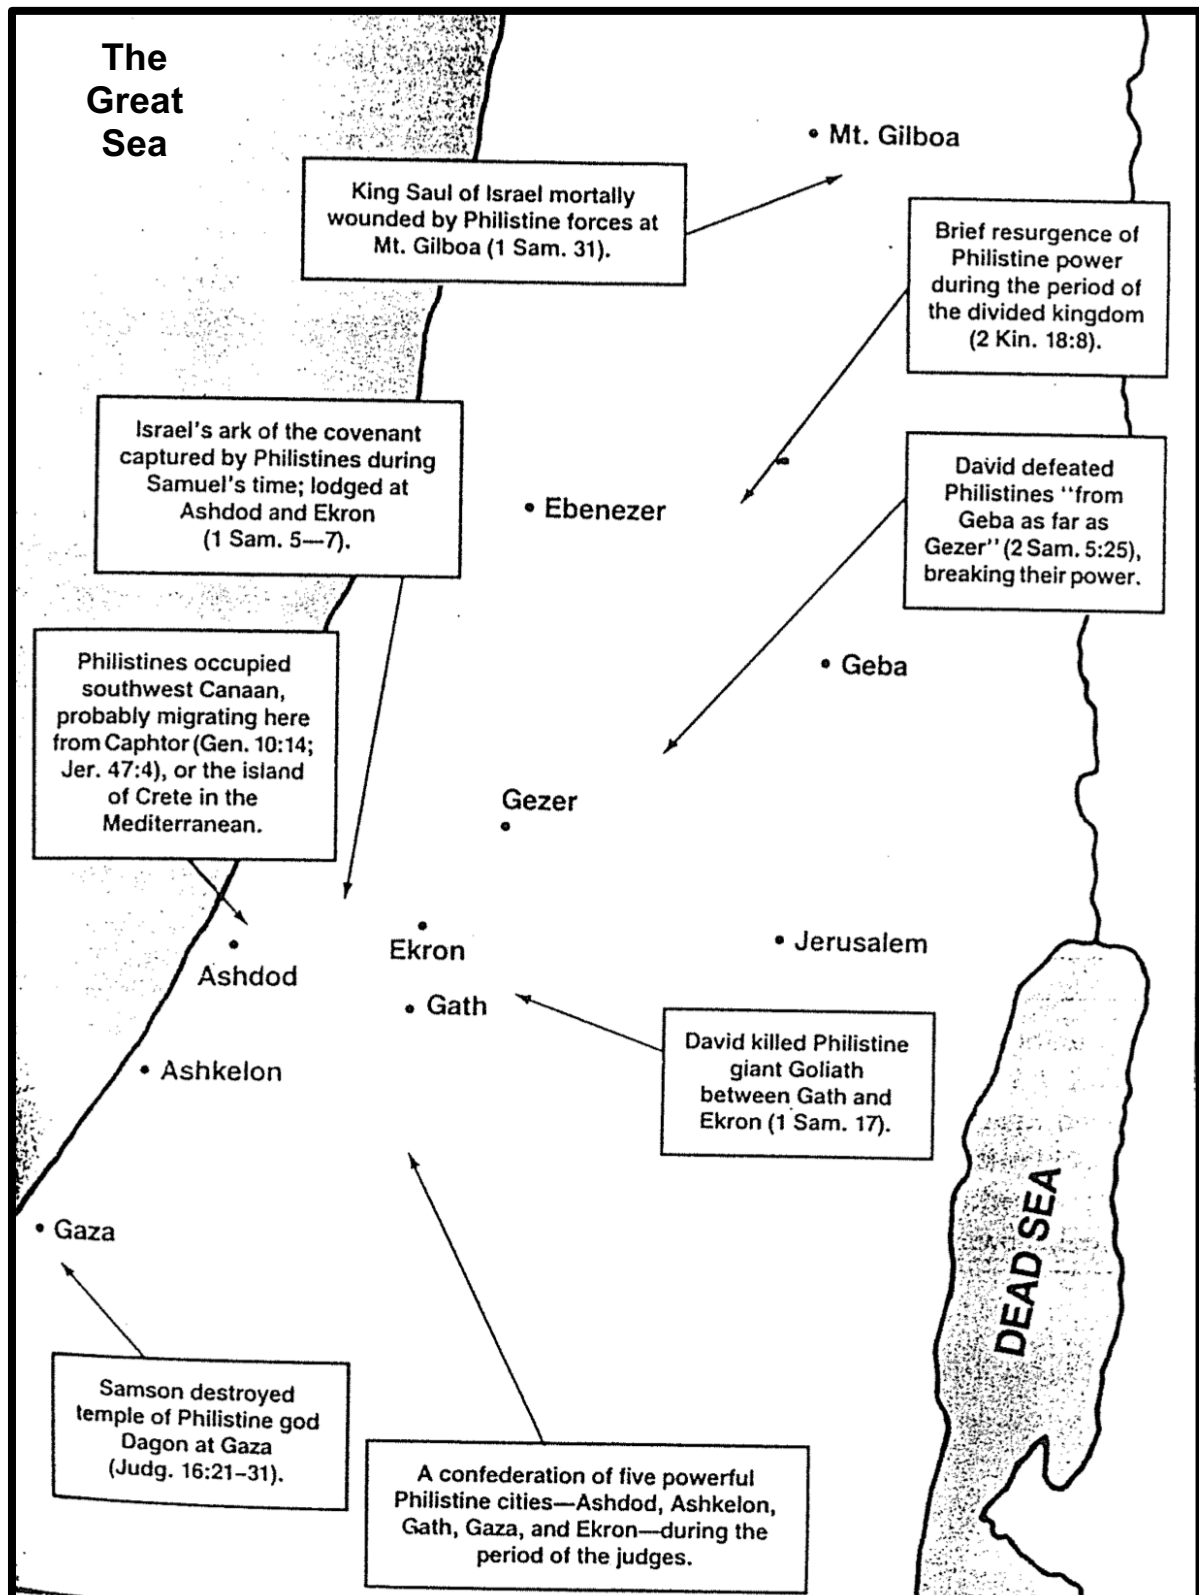 The
Great
Sea
Mt. Gilboa
King Saul of Israel mortally
wounded by Philistine forces at
Mt. Gilboa (1 Sam. 31).
Brief resurgence of
Philistine power
during the period of
the divided kingdom
(2 Kin. 18:8).
Israel's ark of the covenant
captured by Philistines during
Samuel's time; lodged at
Ashdod and Ekron
(1 Sam. 5—7).
Ebenezer
David defeated
Philistines "from
Geba as far as
Gezer" (2 Sam. 5:25),
breaking their power.
Philistines occupied
southwest Canaan,
probably migrating here
from Caphtor (Gen. 10:14;
Jer. 47:4), or the island
of Crete in the
Mediterranean.
Geba
Gezer
Ekron
Jerusalem
Ashdod
Gath
David killed Philistine
giant Goliath
between Gath and
Ekron (1 Sam. 17).
Ashkelon
Gaza
DEAD SEA
Samson destroyed
temple of Philistine god
Dagon at Gaza
(Judg. 16:21–31).
A confederation of five powerful
Philistine cities—Ashdod, Ashkelon,
Gath, Gaza, and Ekron—during the
period of the judges.